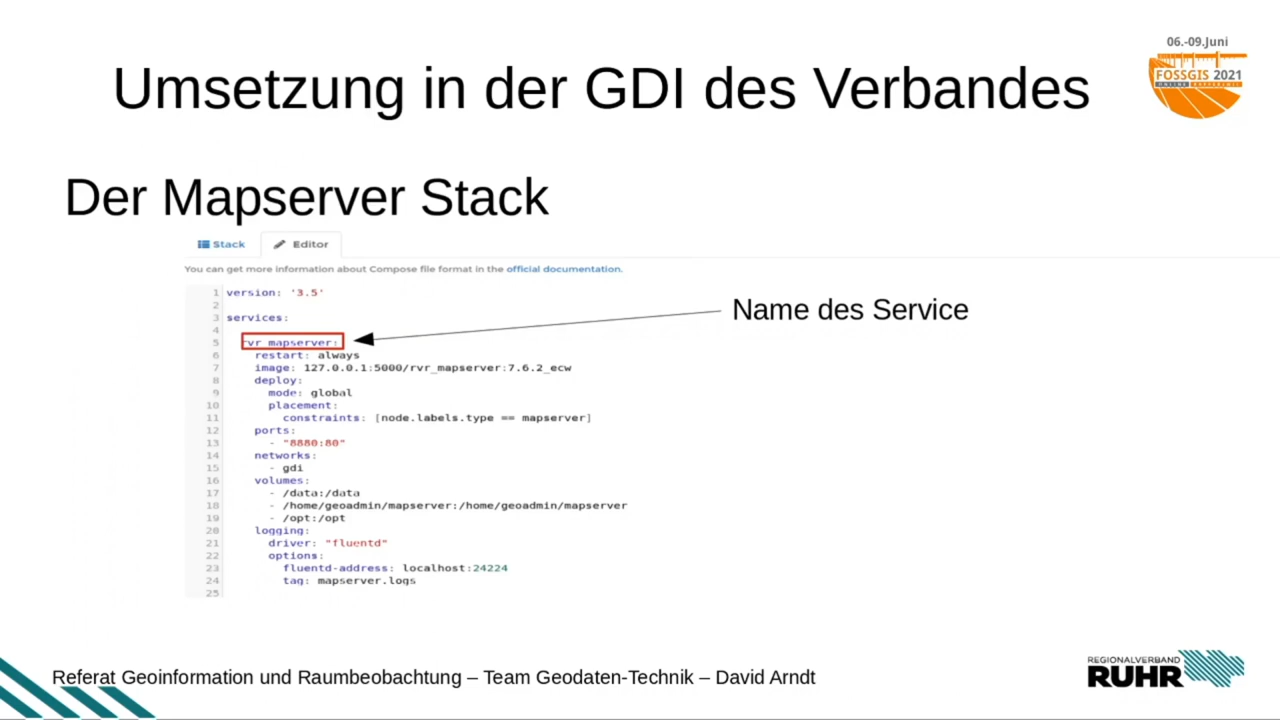 06.-09.Juni
FOSSGIS 2021
ONLINE KONFERENZ
Umsetzung in der GDI des Verbandes
Der Mapserver Stack
Stack Editor
You can get more information about Compose file format in the official documentation.
1 version: '3.5'
2
3 services:
4
5 rvr_mapserver:
6 restart: always
7 image: 127.0.0.1:5000/rvr_mapserver:7.6.2_ecw
8 deploy:
9 mode: global
10 placement:
11 constraints: [node.labels.type == mapserver]
12 ports:
13 - "8880:80"
14 networks:
15 - gdi
16 volumes:
17 - /data:/data
18 - /home/geoadmin/mapserver:/home/geoadmin/mapserver
19 - /opt:/opt
20 logging:
21 driver: "fluentd"
22 options:
23 fluentd-address: localhost:24224
24 tag: mapserver.logs
25
Name des Service
Referat Geoinformation und Raumbeobachtung – Team Geodaten-Technik – David Arndt
REGIONALVERBAND
RUHR